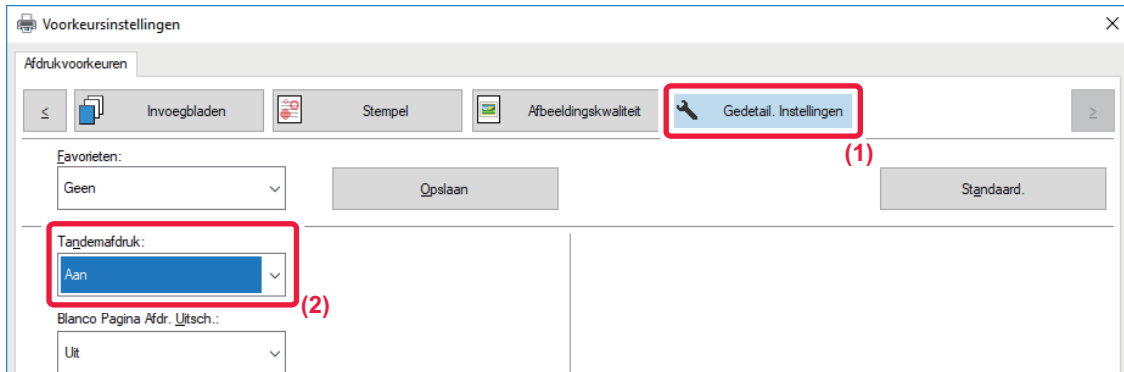 Voorkeursinstellingen
Afdrukvoorkeuren
< Invoegbladen Stempel Afbeeldingskwaliteit Gedetail. Instellingen >
(1)
Favorieten:
Geen Opslaan Standaard.
Tandemafdruk:
Aan
(2)
Blanco Pagina Afdr. Uitsch.:
Uit